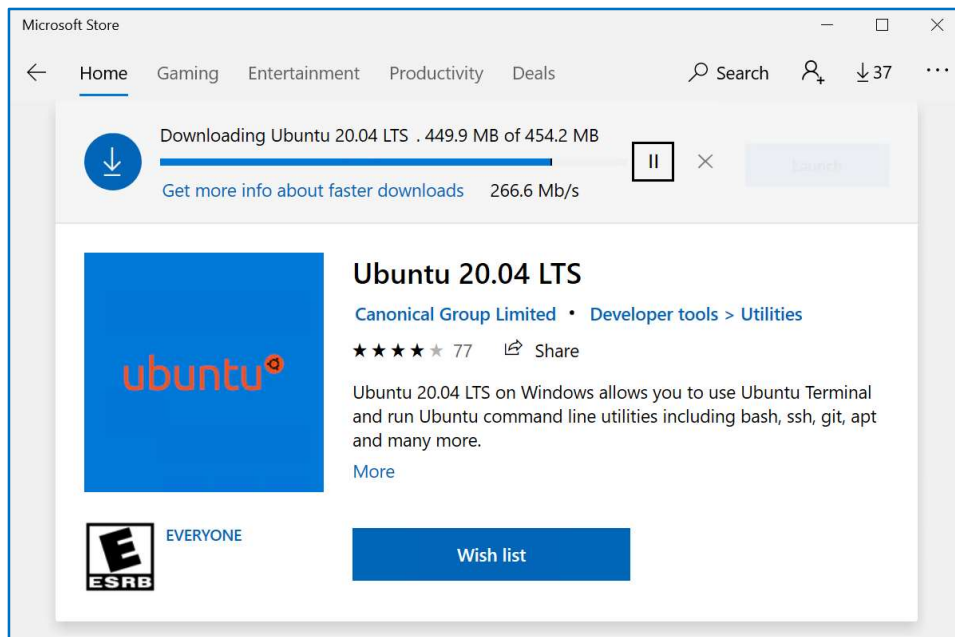 Microsoft Store
Home Gaming Entertainment Productivity Deals Search 37
Downloading Ubuntu 20.04 LTS . 449.9 MB of 454.2 MB
Launch
Get more info about faster downloads 266.6 Mb/s
Ubuntu 20.04 LTS
Canonical Group Limited • Developer tools > Utilities
ubuntu
77 Share
Ubuntu 20.04 LTS on Windows allows you to use Ubuntu Terminal
and run Ubuntu command line utilities including bash, ssh, git, apt
and many more.
More
E
ESRB
EVERYONE
Wish list